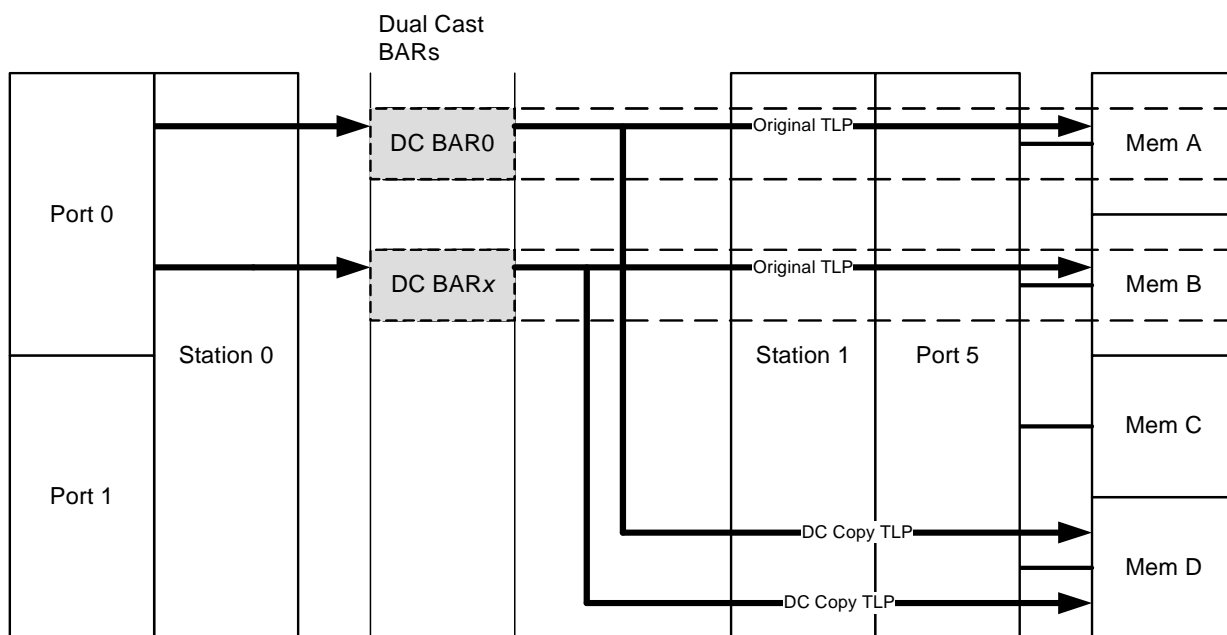 Dual Cast
BARs
DC BAR0
Original TLP
Mem A
Port 0
DC BARx
Original TLP
Mem B
Station 0
Station 1
Port 5
Mem C
Port 1
DC Copy TLP
Mem D
DC Copy TLP